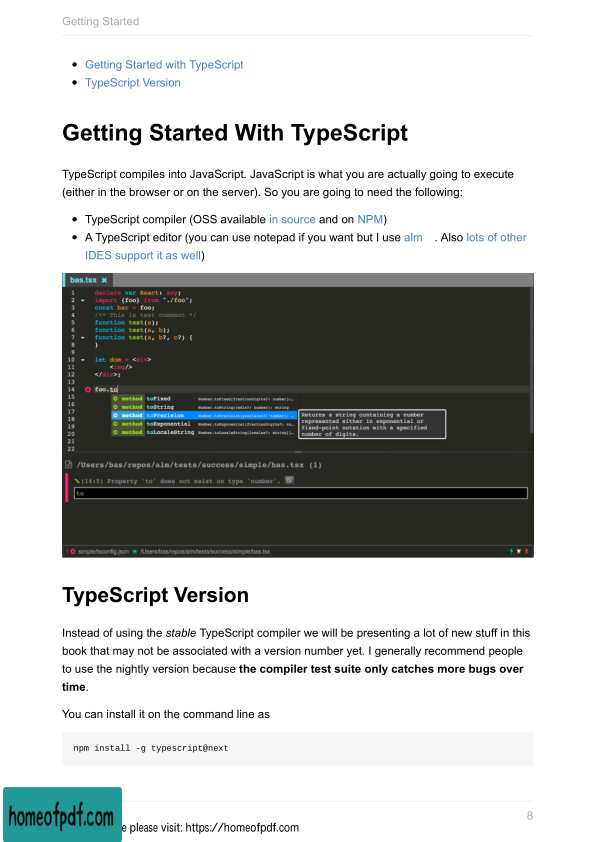 Getting Started
Getting Started with TypeScript
TypeScript Version
Getting Started With TypeScript
TypeScript compiles into JavaScript. JavaScript is what you are actually going to execute
(either in the browser or on the server). So you are going to need the following:
TypeScript compiler (OSS available in source and on NPM)
A TypeScript editor (you can use notepad if you want but I use alm . Also lots of other
IDES support it as well)
bas.tsx ×
1 declare var React: any;
2 import {foo} from "./foo";
3 const bar = foo;
4 /** This is test comment */
5 function test(a);
6 function test(a, b);
7 function test(a, b?, c?) {
8 }
9
10 let dom = <div>
11 <img/>
12 </div>;
13
14 foo.to
15 method toFixed Number.toFixed(fractionDigits?: number):…
16 method toString Number.toString(radix?: number): string
17 method toPrecision
18
19 method toExponential
20 method toLocaleString
21
22
Returns a string containing a number
represented either in exponential or
fixed-point notation with a specified
number of digits.
/Users/bas/repos/alm/tests/success/simple/bas.tsx (1)
(14:5) Property 'to' does not exist on type 'number'.
to
1 simple/tsconfig.json /Users/bas/repos/alm/tests/success/simple/bas.tsx
TypeScript Version
Instead of using the stable TypeScript compiler we will be presenting a lot of new stuff in this
book that may not be associated with a version number yet. I generally recommend people
to use the nightly version because the compiler test suite only catches more bugs over
time.
You can install it on the command line as
npm install -g typescript@next
8
homeofpdf.com
e please visit: https://homeofpdf.com